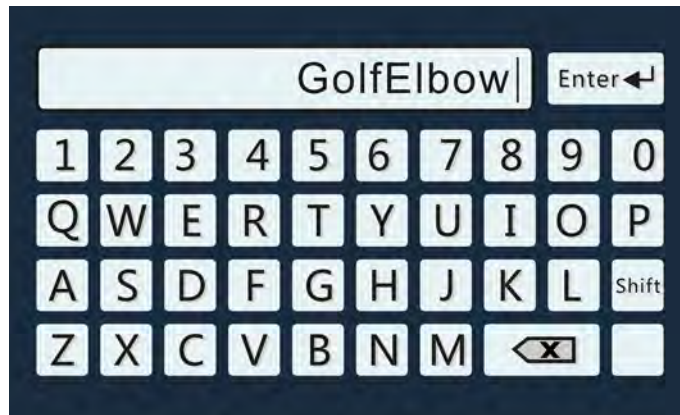 GolfElbow
Enter
1 2 3 4 5 6 7 8 9 0
Q W E R T Y U I O P
A S D F G H J K L Shift
Z X C V B N M X